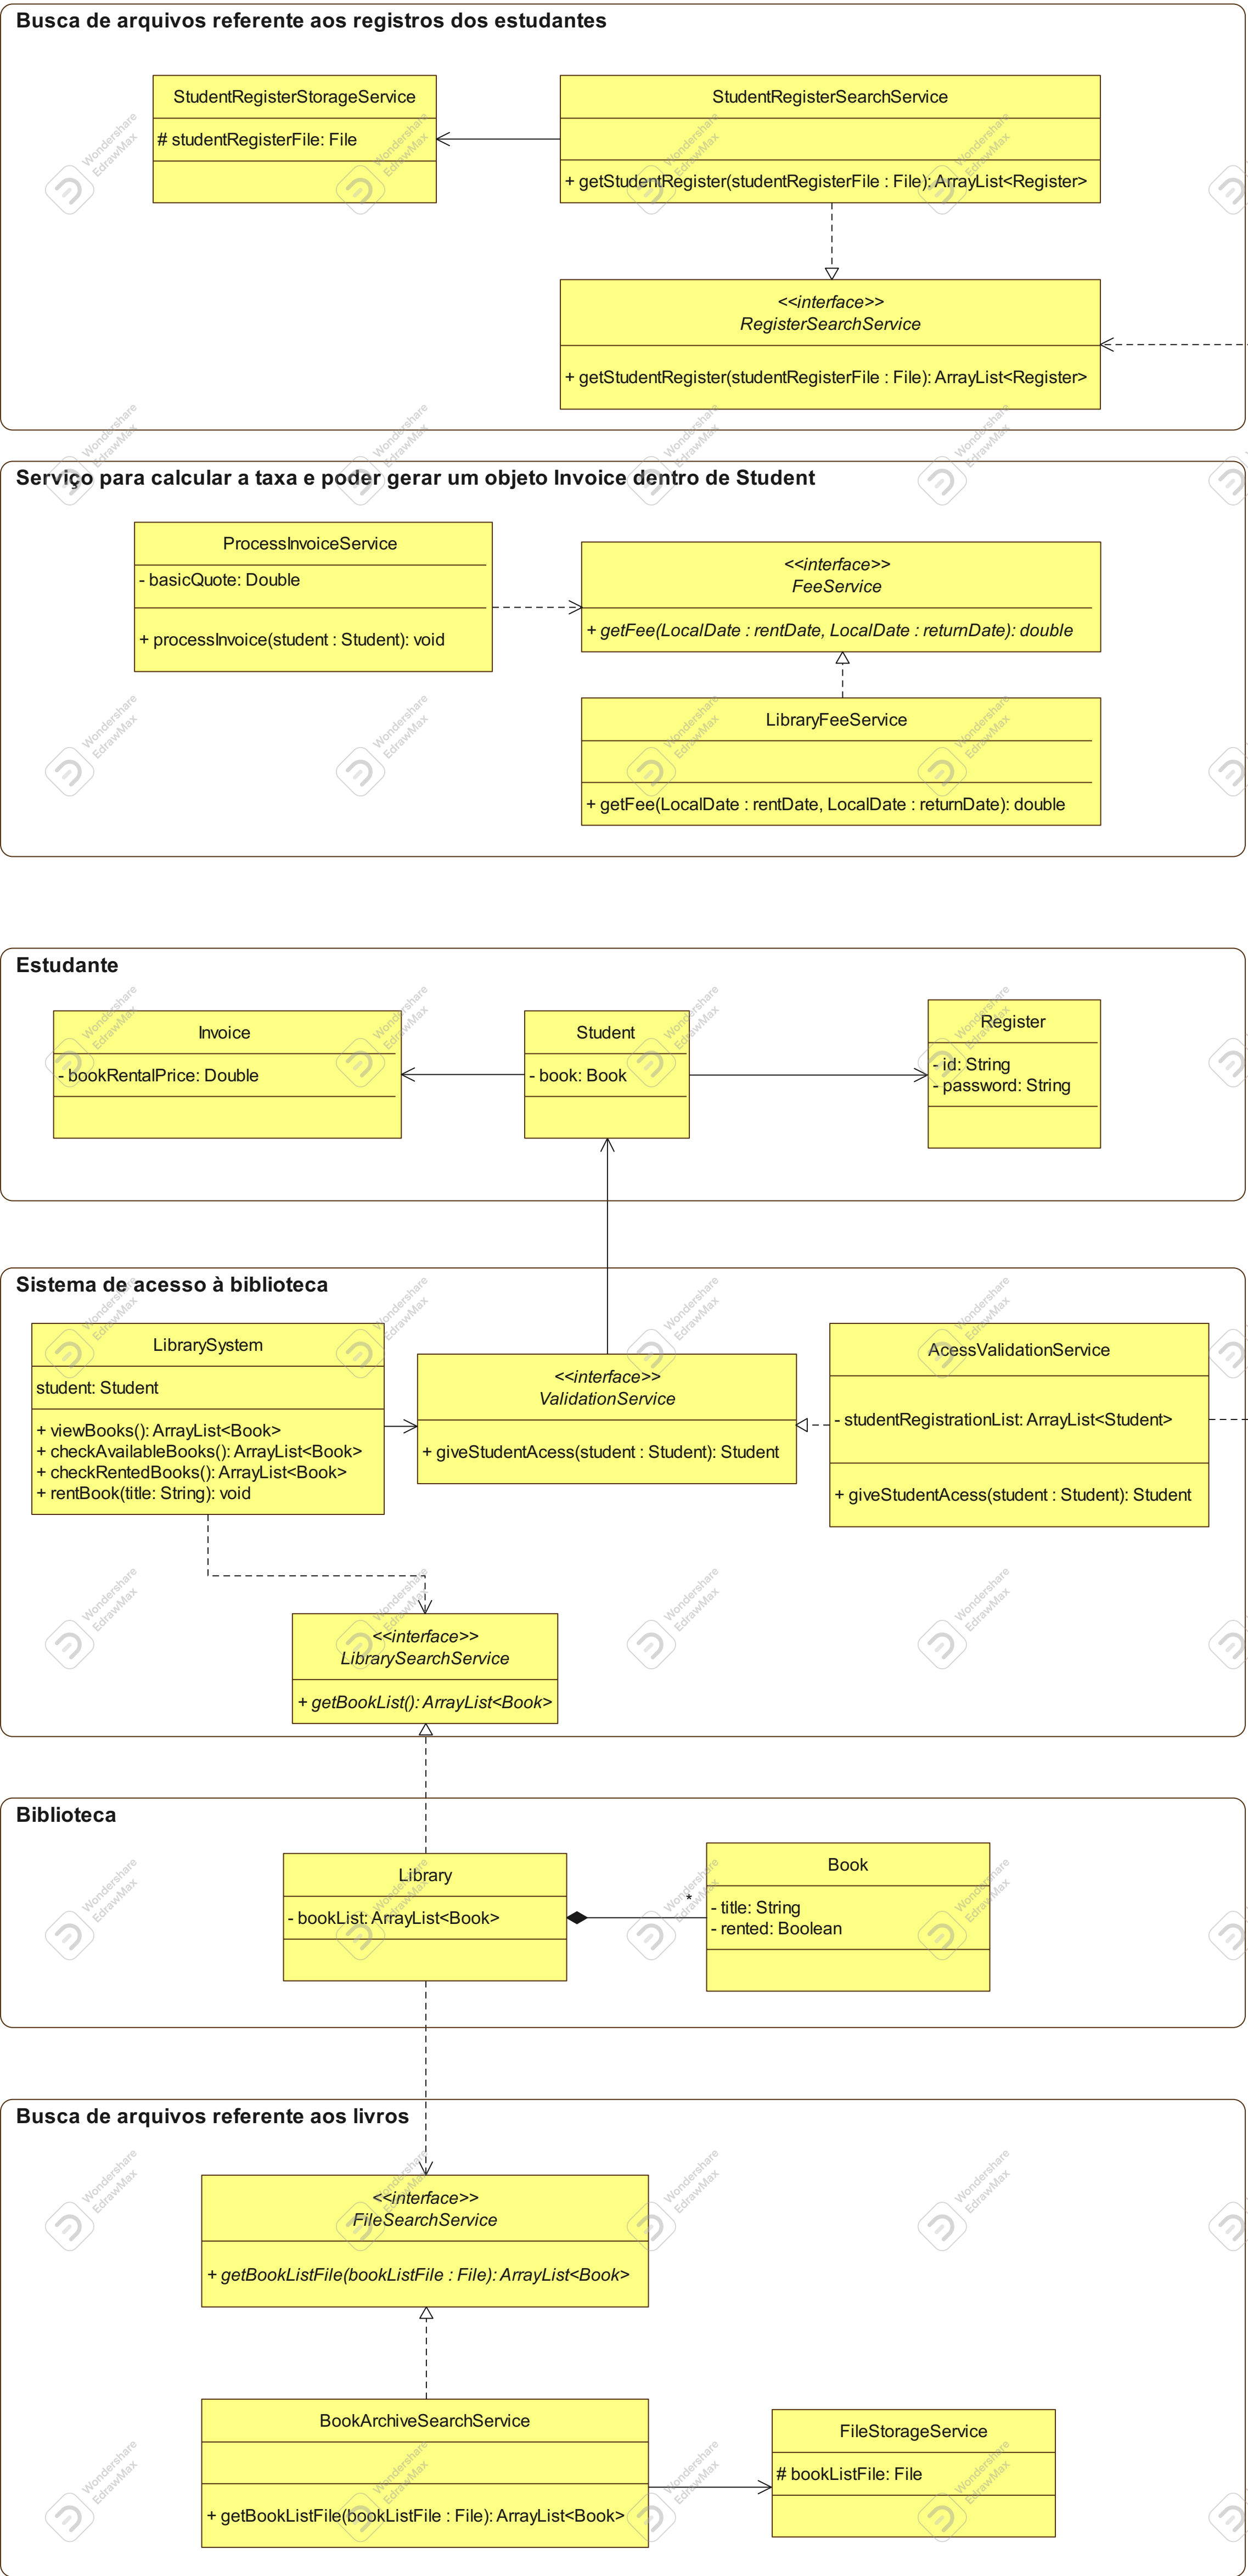 Busca de arquivos referente aos registros dos estudantes
StudentRegisterStorageService
# studentRegisterFile: File
StudentRegisterSearchService
+ getStudentRegister(studentRegisterFile : File): ArrayList<Register>
<<interface>>
RegisterSearchService
+ getStudentRegister(studentRegisterFile : File): ArrayList<Register>
Serviço para calcular a taxa e poder gerar um objeto Invoice dentro de Student
ProcessInvoiceService
- basicQuote: Double
+ processInvoice(student : Student): void
<<interface>>
FeeService
+ getFee(LocalDate : rentDate, LocalDate : returnDate): double
LibraryFeeService
+ getFee(LocalDate : rentDate, LocalDate : returnDate): double
Estudante
Invoice
- bookRentalPrice: Double
Student
- book: Book
Register
- id: String
- password: String
Sistema de acesso à biblioteca
LibrarySystem
student: Student
+ viewBooks(): ArrayList<Book>
+ checkAvailableBooks(): ArrayList<Book>
+ checkRentedBooks(): ArrayList<Book>
+ rentBook(title: String): void
<<interface>>
ValidationService
+ giveStudentAcess(student : Student): Student
AcessValidationService
- studentRegistrationList: ArrayList<Student>
+ giveStudentAcess(student : Student): Student
<<interface>>
LibrarySearchService
+ getBookList(): ArrayList<Book>
Biblioteca
Library
- bookList: ArrayList<Book>
*
Book
- title: String
- rented: Boolean
Busca de arquivos referente aos livros
<<interface>>
FileSearchService
+ getBookListFile(bookListFile : File): ArrayList<Book>
BookArchiveSearchService
+ getBookListFile(bookListFile : File): ArrayList<Book>
FileStorageService
# bookListFile: File
Wondershare
EdrawMax